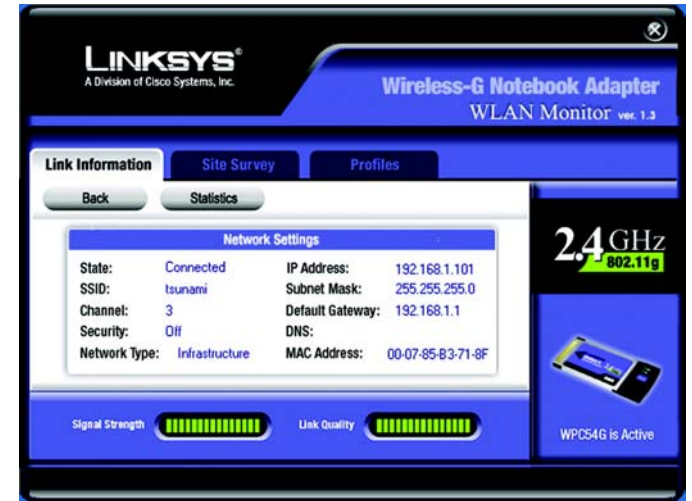 LINKSYS®
A Division of Cisco Systems, Inc.
Wireless-G Notebook Adapter
WLAN Monitor ver. 1.3
Link Information
Site Survey
Profiles
Back
Statistics
Network Settings
State: Connected IP Address: 192.168.1.101
SSID: tsunami Subnet Mask: 255.255.255.0
Channel: 3 Default Gateway: 192.168.1.1
Security: Off DNS:
Network Type: Infrastructure MAC Address: 00-07-85-B3-71-8F
2.4 GHz
802.11g
Signal Strength
Link Quality
WPC54G is Active